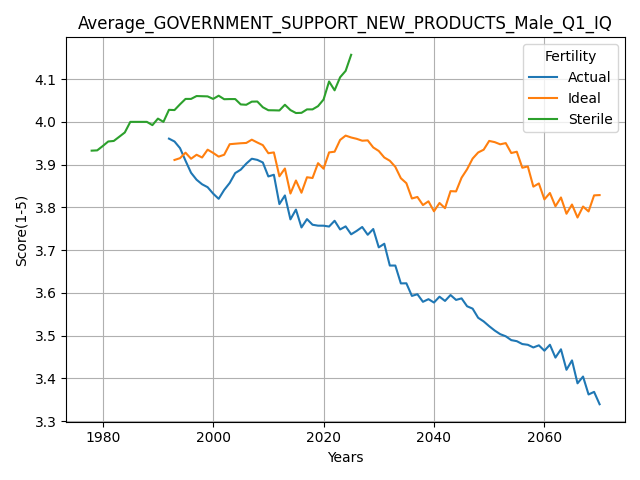 Average_GOVERNMENT_SUPPORT_NEW_PRODUCTS_Male_Q1_IQ
Fertility
Actual
Ideal
Sterile
Score(1-5)
4.1
4.0
3.9
3.8
3.7
3.6
3.5
3.4
3.3
1980 2000 2020 2040 2060
Years